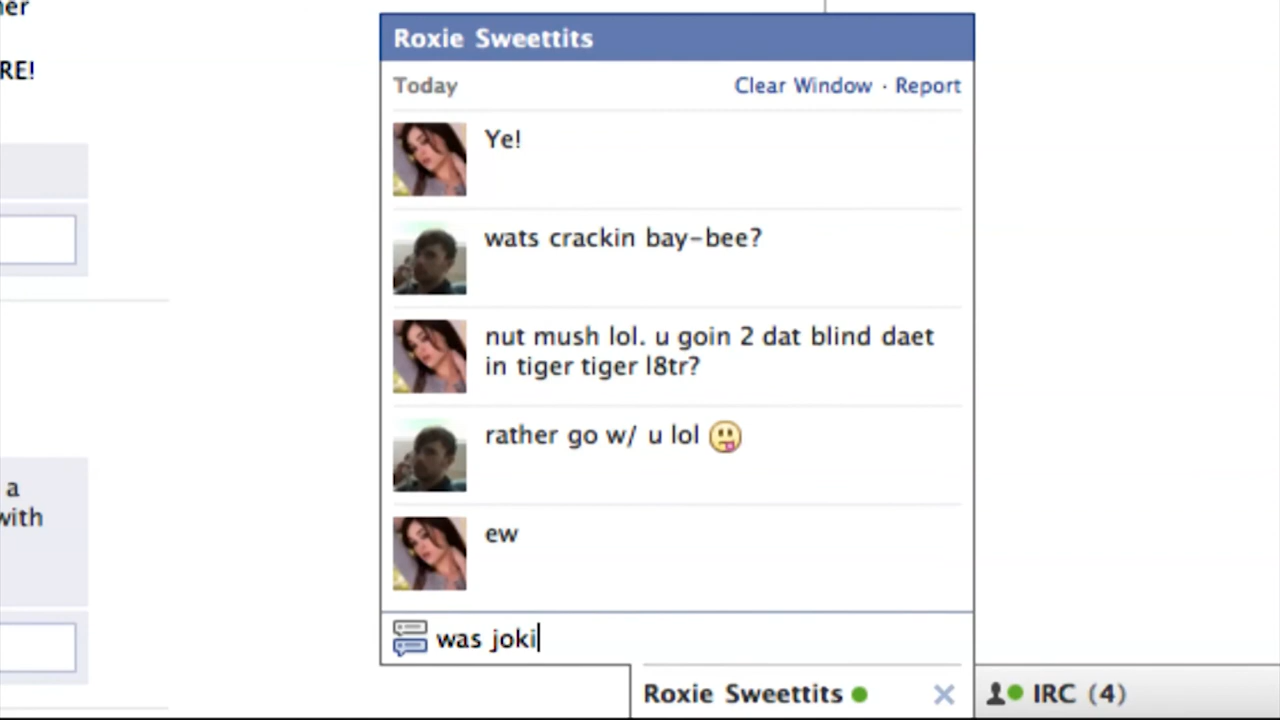 RE!
a
with
Roxie Sweettits
Today
Clear Window · Report
Ye!
wats crackin bay-bee?
nut mush lol. u goin 2 dat blind daet
in tiger tiger l8tr?
rather go w/ u lol
ew
was joki
Roxie Sweettits
IRC (4)